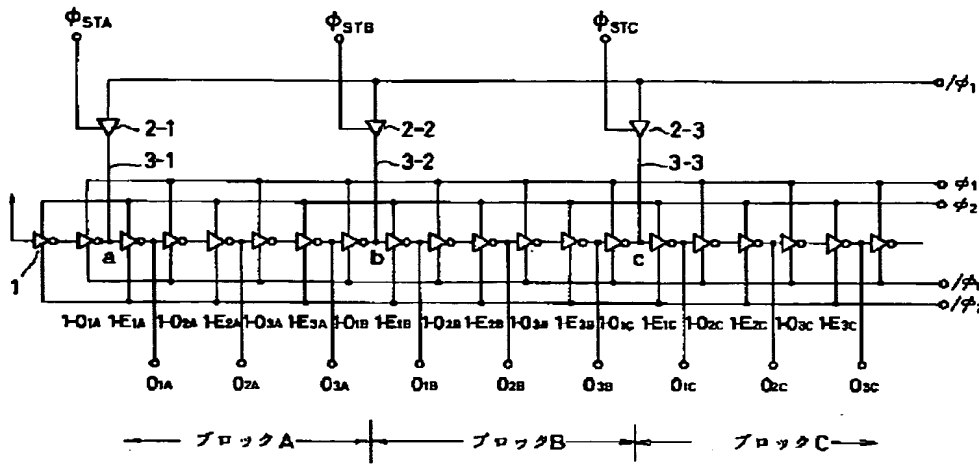 φSTA φSTB φSTC
/φ1
2-1 2-2 2-3
3-1 3-2 3-3
φ1
φ2
a b c
1
/φ1
/φ2
1-O1A 1-E1A 1-O2A 1-E2A 1-O3A 1-E3A 1-O1B 1-E1B 1-O2B 1-E2B 1-O3B 1-E3B 1-O1C 1-E1C 1-O2C 1-E2C 1-O3C 1-E3C
O1A O2A O3A O1B O2B O3B O1C O2C O3C
ブロックA ブロックB ブロックC